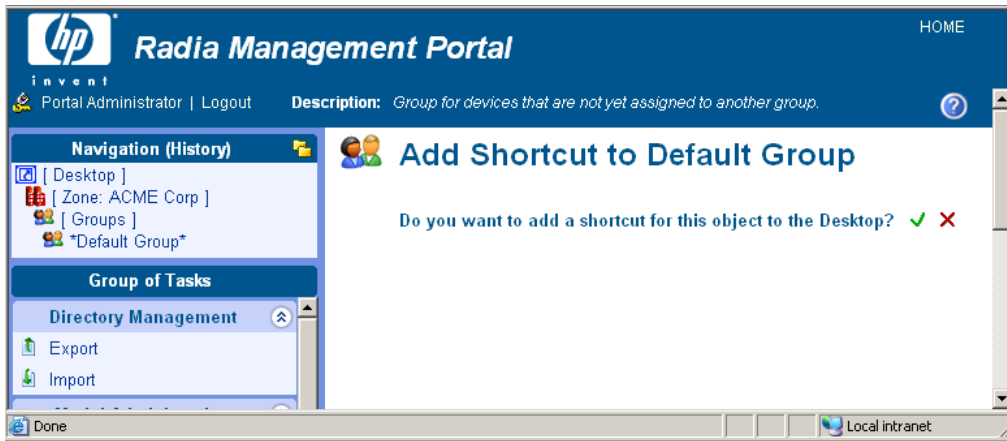 hp
invent
Radia Management Portal
HOME
Portal Administrator | Logout
Description: Group for devices that are not yet assigned to another group.
?
Navigation (History)
[ Desktop ]
[ Zone: ACME Corp ]
[ Groups ]
*Default Group*
Group of Tasks
Directory Management
Export
Import
Add Shortcut to Default Group
Do you want to add a shortcut for this object to the Desktop?
Done
Local intranet